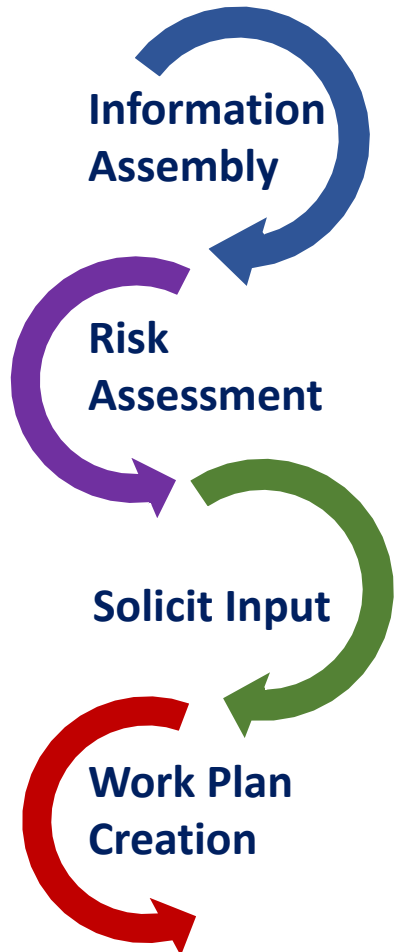 Information
Assembly
Risk
Assessment
Solicit Input
Work Plan
Creation